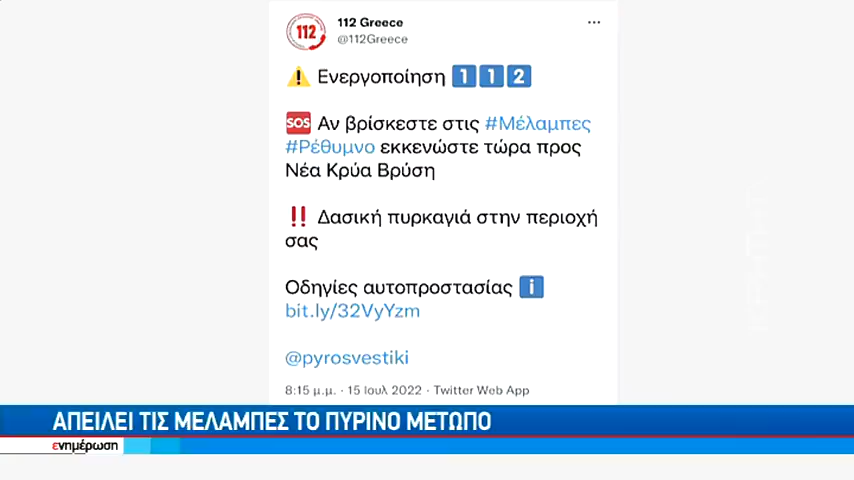 112 Greece
@112Greece
⚠️ Ενεργοποίηση 1️⃣1️⃣2️⃣
🆘 Αν βρίσκεστε στις #Μέλαμπες
#Ρέθυμνο εκκενώστε τώρα προς
Νέα Κρύα Βρύση
‼️ Δασική πυρκαγιά στην περιοχή
σας
Οδηγίες αυτοπροστασίας ℹ️
bit.ly/32VyYzm
@pyrosvestiki
8:15 μ.μ. · 15 Ιουλ 2022 · Twitter Web App
ΑΠΕΙΛΕΙ ΤΙΣ ΜΕΛΑΜΠΕΣ ΤΟ ΠΥΡΙΝΟ ΜΕΤΩΠΟ
ενημέρωση